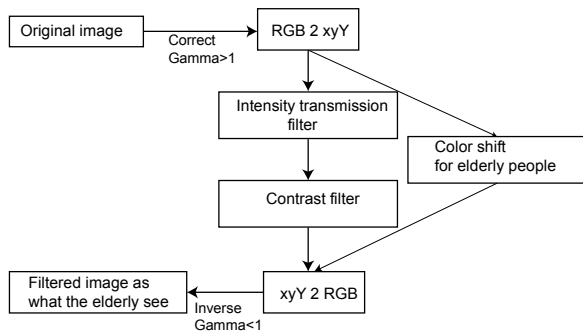 Original image
Correct
Gamma>1
RGB 2 xyY
Intensity transmission
filter
Color shift
for elderly people
Contrast filter
Filtered image as
what the elderly see
Inverse
Gamma<1
xyY 2 RGB